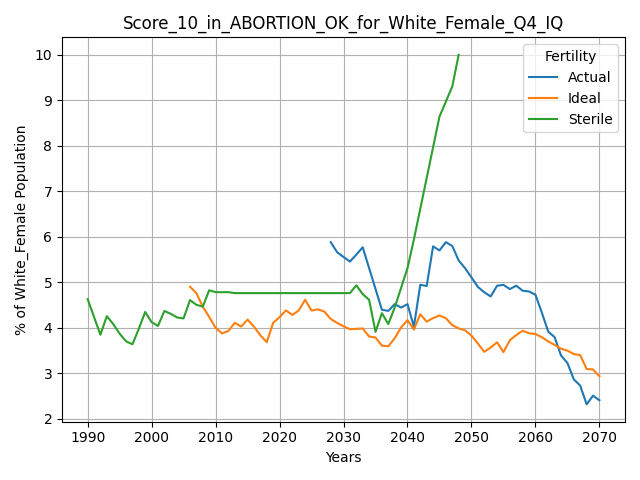 Score_10_in_ABORTION_OK_for_White_Female_Q4_IQ
% of White_Female Population
10
9
8
7
6
5
4
3
2
Fertility
Actual
Ideal
Sterile
1990 2000 2010 2020 2030 2040 2050 2060 2070
Years